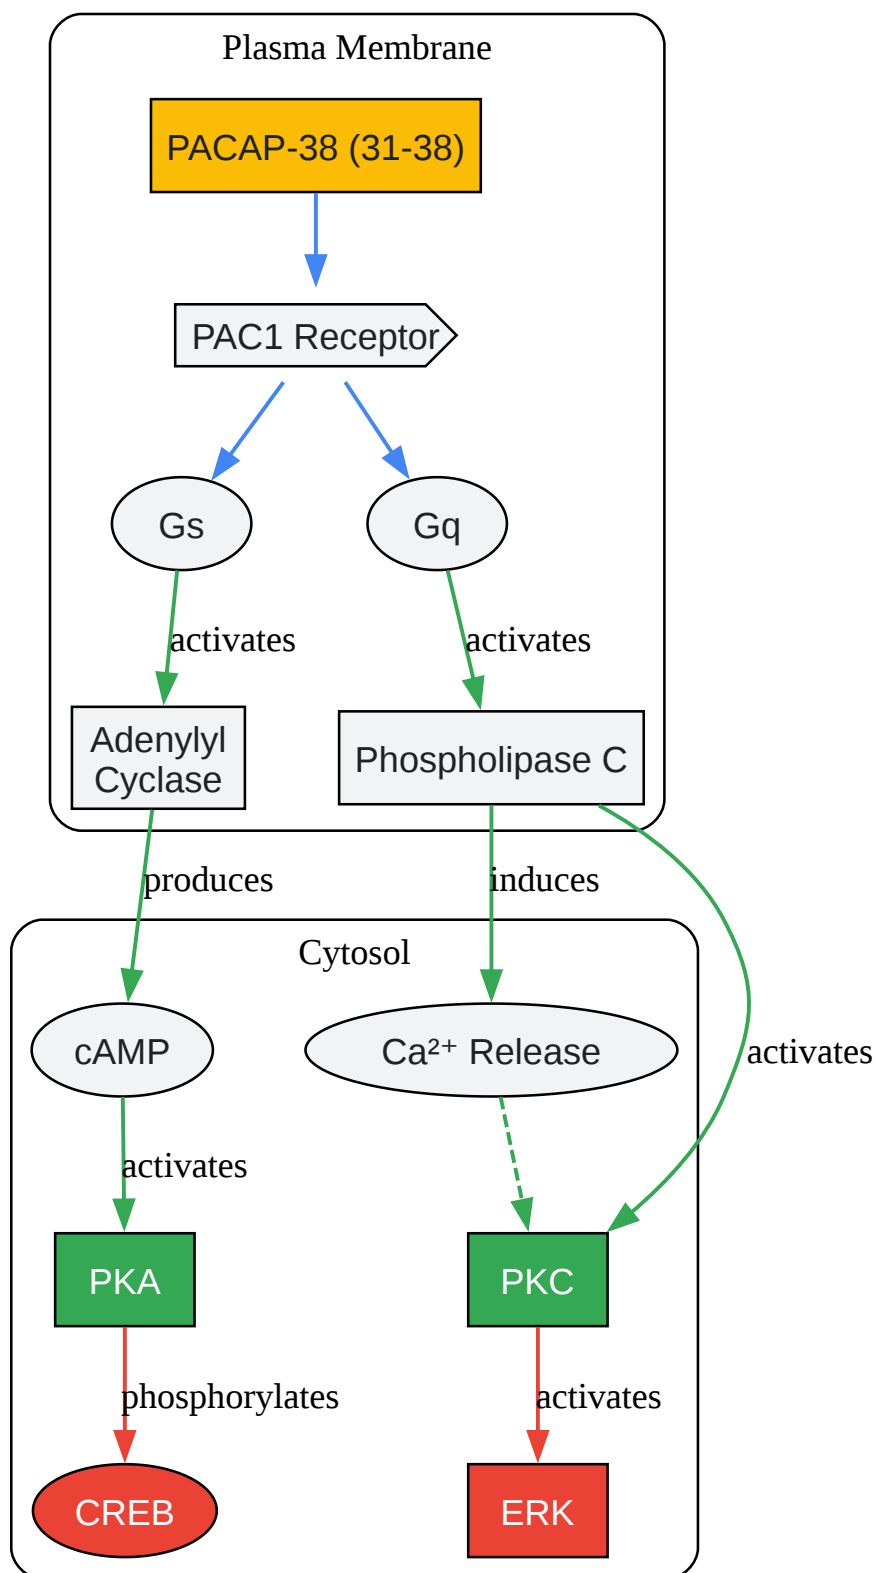 Plasma Membrane
PACAP-38 (31-38)
PAC1 Receptor
Gs
Gq
activates
activates
Adenylyl
Cyclase
Phospholipase C
produces
induces
Cytosol
cAMP
Ca²⁺ Release
activates
activates
PKA
PKC
phosphorylates
activates
CREB
ERK